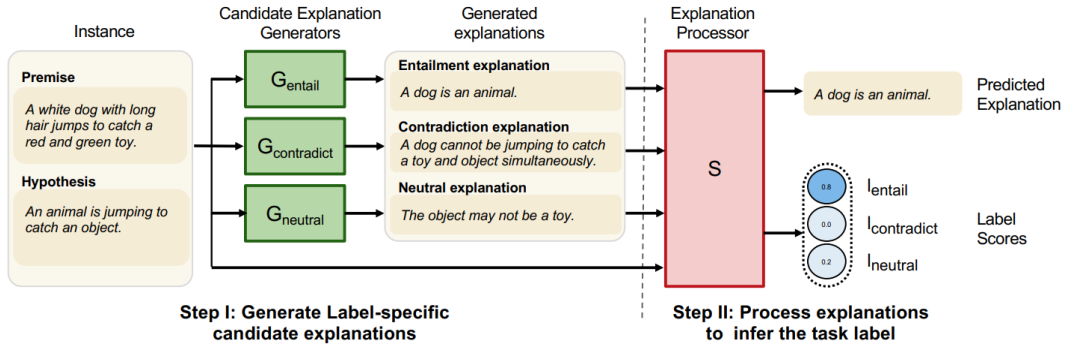 Instance
Candidate Explanation
Generators
Generated
explanations
Explanation
Processor
Premise
A white dog with long
hair jumps to catch a
red and green toy.
Hypothesis
An animal is jumping to
catch an object.
Gentail
Gcontradict
Gneutral
Entailment explanation
A dog is an animal.
Contradiction explanation
A dog cannot be jumping to catch
a toy and object simultaneously.
Neutral explanation
The object may not be a toy.
S
A dog is an animal.
Predicted
Explanation
0.8
lentail
0.0
lcontradict
0.2
lneutral
Label
Scores
Step I: Generate Label-specific
candidate explanations
Step II: Process explanations
to infer the task label